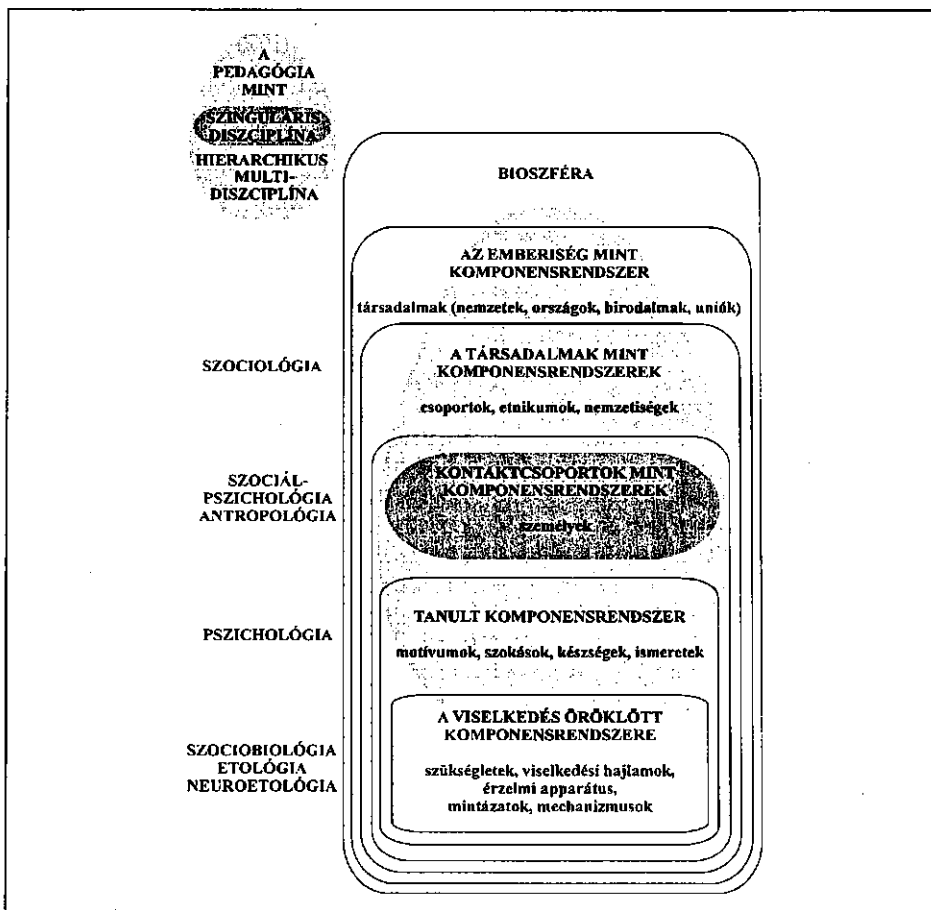 A
PEDAGÓGIA
MINT
SZINGULÁRIS
DISZCIPLÍNA
HIERARCHIKUS
MULTI-
DISZCIPLÍNA
BIOSZFÉRA
AZ EMBERISÉG MINT
KOMPONENSRENDSZER
társadalmak (nemzetek, országok, birodalmak, uniók)
SZOCIOLÓGIA
A TÁRSADALMAK MINT
KOMPONENSRENDSZEREK
csoportok, etnikumok, nemzetiségek
SZOCIÁL-
PSZICHOLÓGIA
ANTROPOLÓGIA
KONTAKTCSOPORTOK MINT
KOMPONENSRENDSZEREK
személyek
PSZICHOLÓGIA
TANULT KOMPONENSRENDSZER
motívumok, szokások, készségek, ismeretek
SZOCIOBIOLÓGIA
ETOLÓGIA
NEUROETOLÓGIA
A VISELKEDÉS ÖRÖKLÖTT
KOMPONENSRENDSZERE
szükségletek, viselkedési hajlamok,
érzelmi apparátus,
mintázatok, mechanizmusok